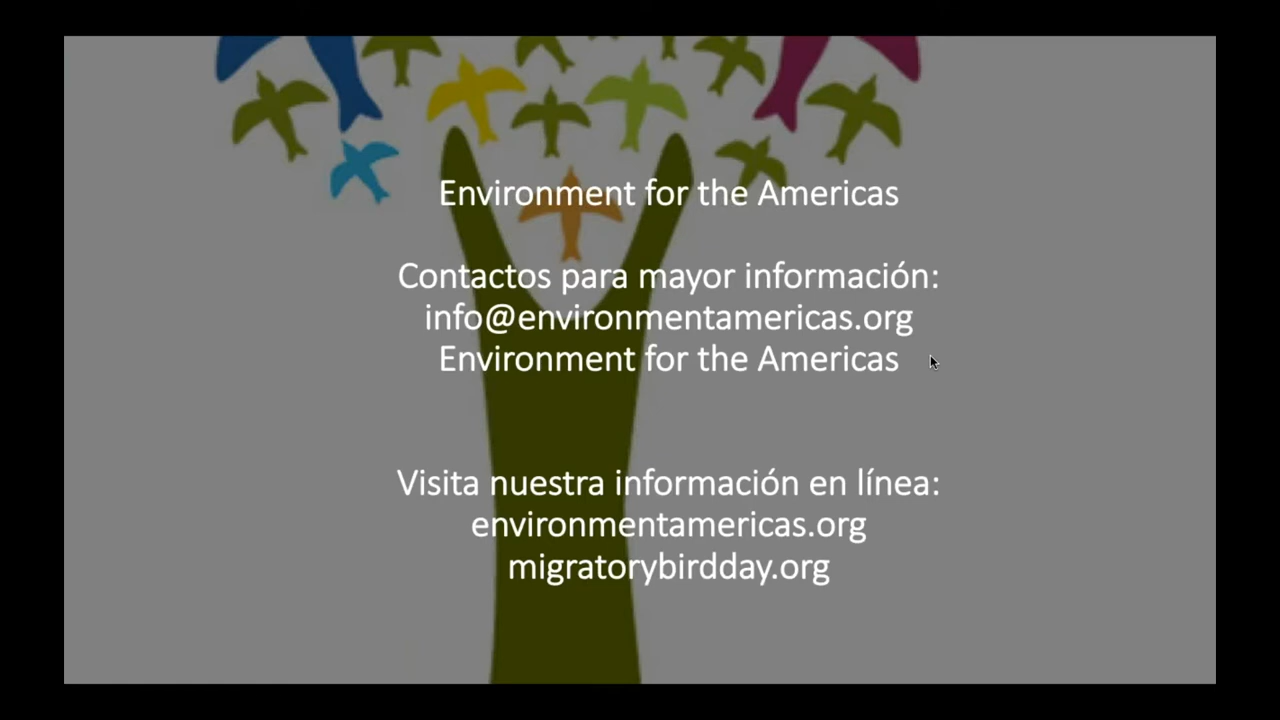 Environment for the Americas
Contactos para mayor información:
info@environmentamericas.org
Environment for the Americas
Visita nuestra información en línea:
environmentamericas.org
migratorybirdday.org